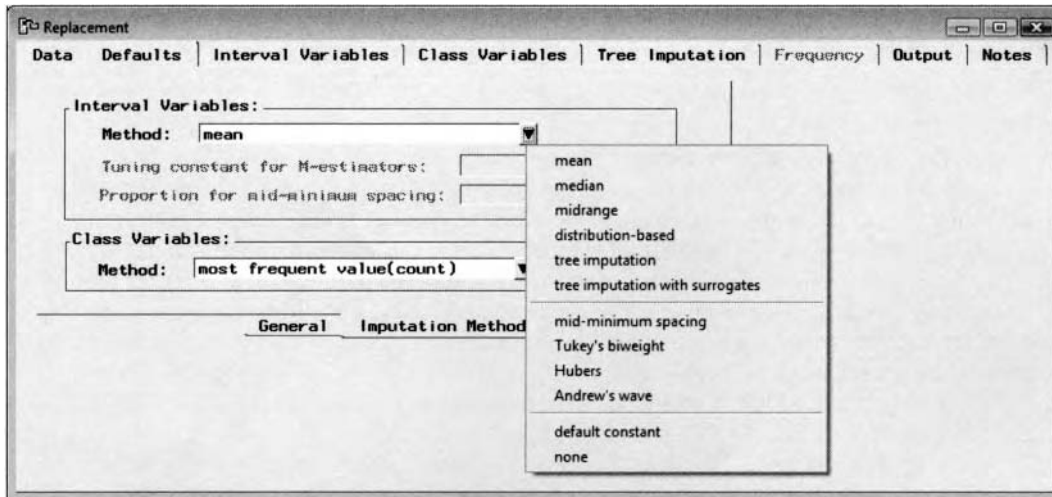 Replacement
Data Defaults Interval Variables Class Variables Tree Imputation Frequency Output Notes
Interval Variables:
Method: mean
Tuning constant for M-estimators:
Proportion for mid-minimum spacing:
Class Variables:
Method: most frequent value(count)
General Imputation Method
mean
median
midrange
distribution-based
tree imputation
tree imputation with surrogates
mid-minimum spacing
Tukey's biweight
Hubers
Andrew's wave
default constant
none